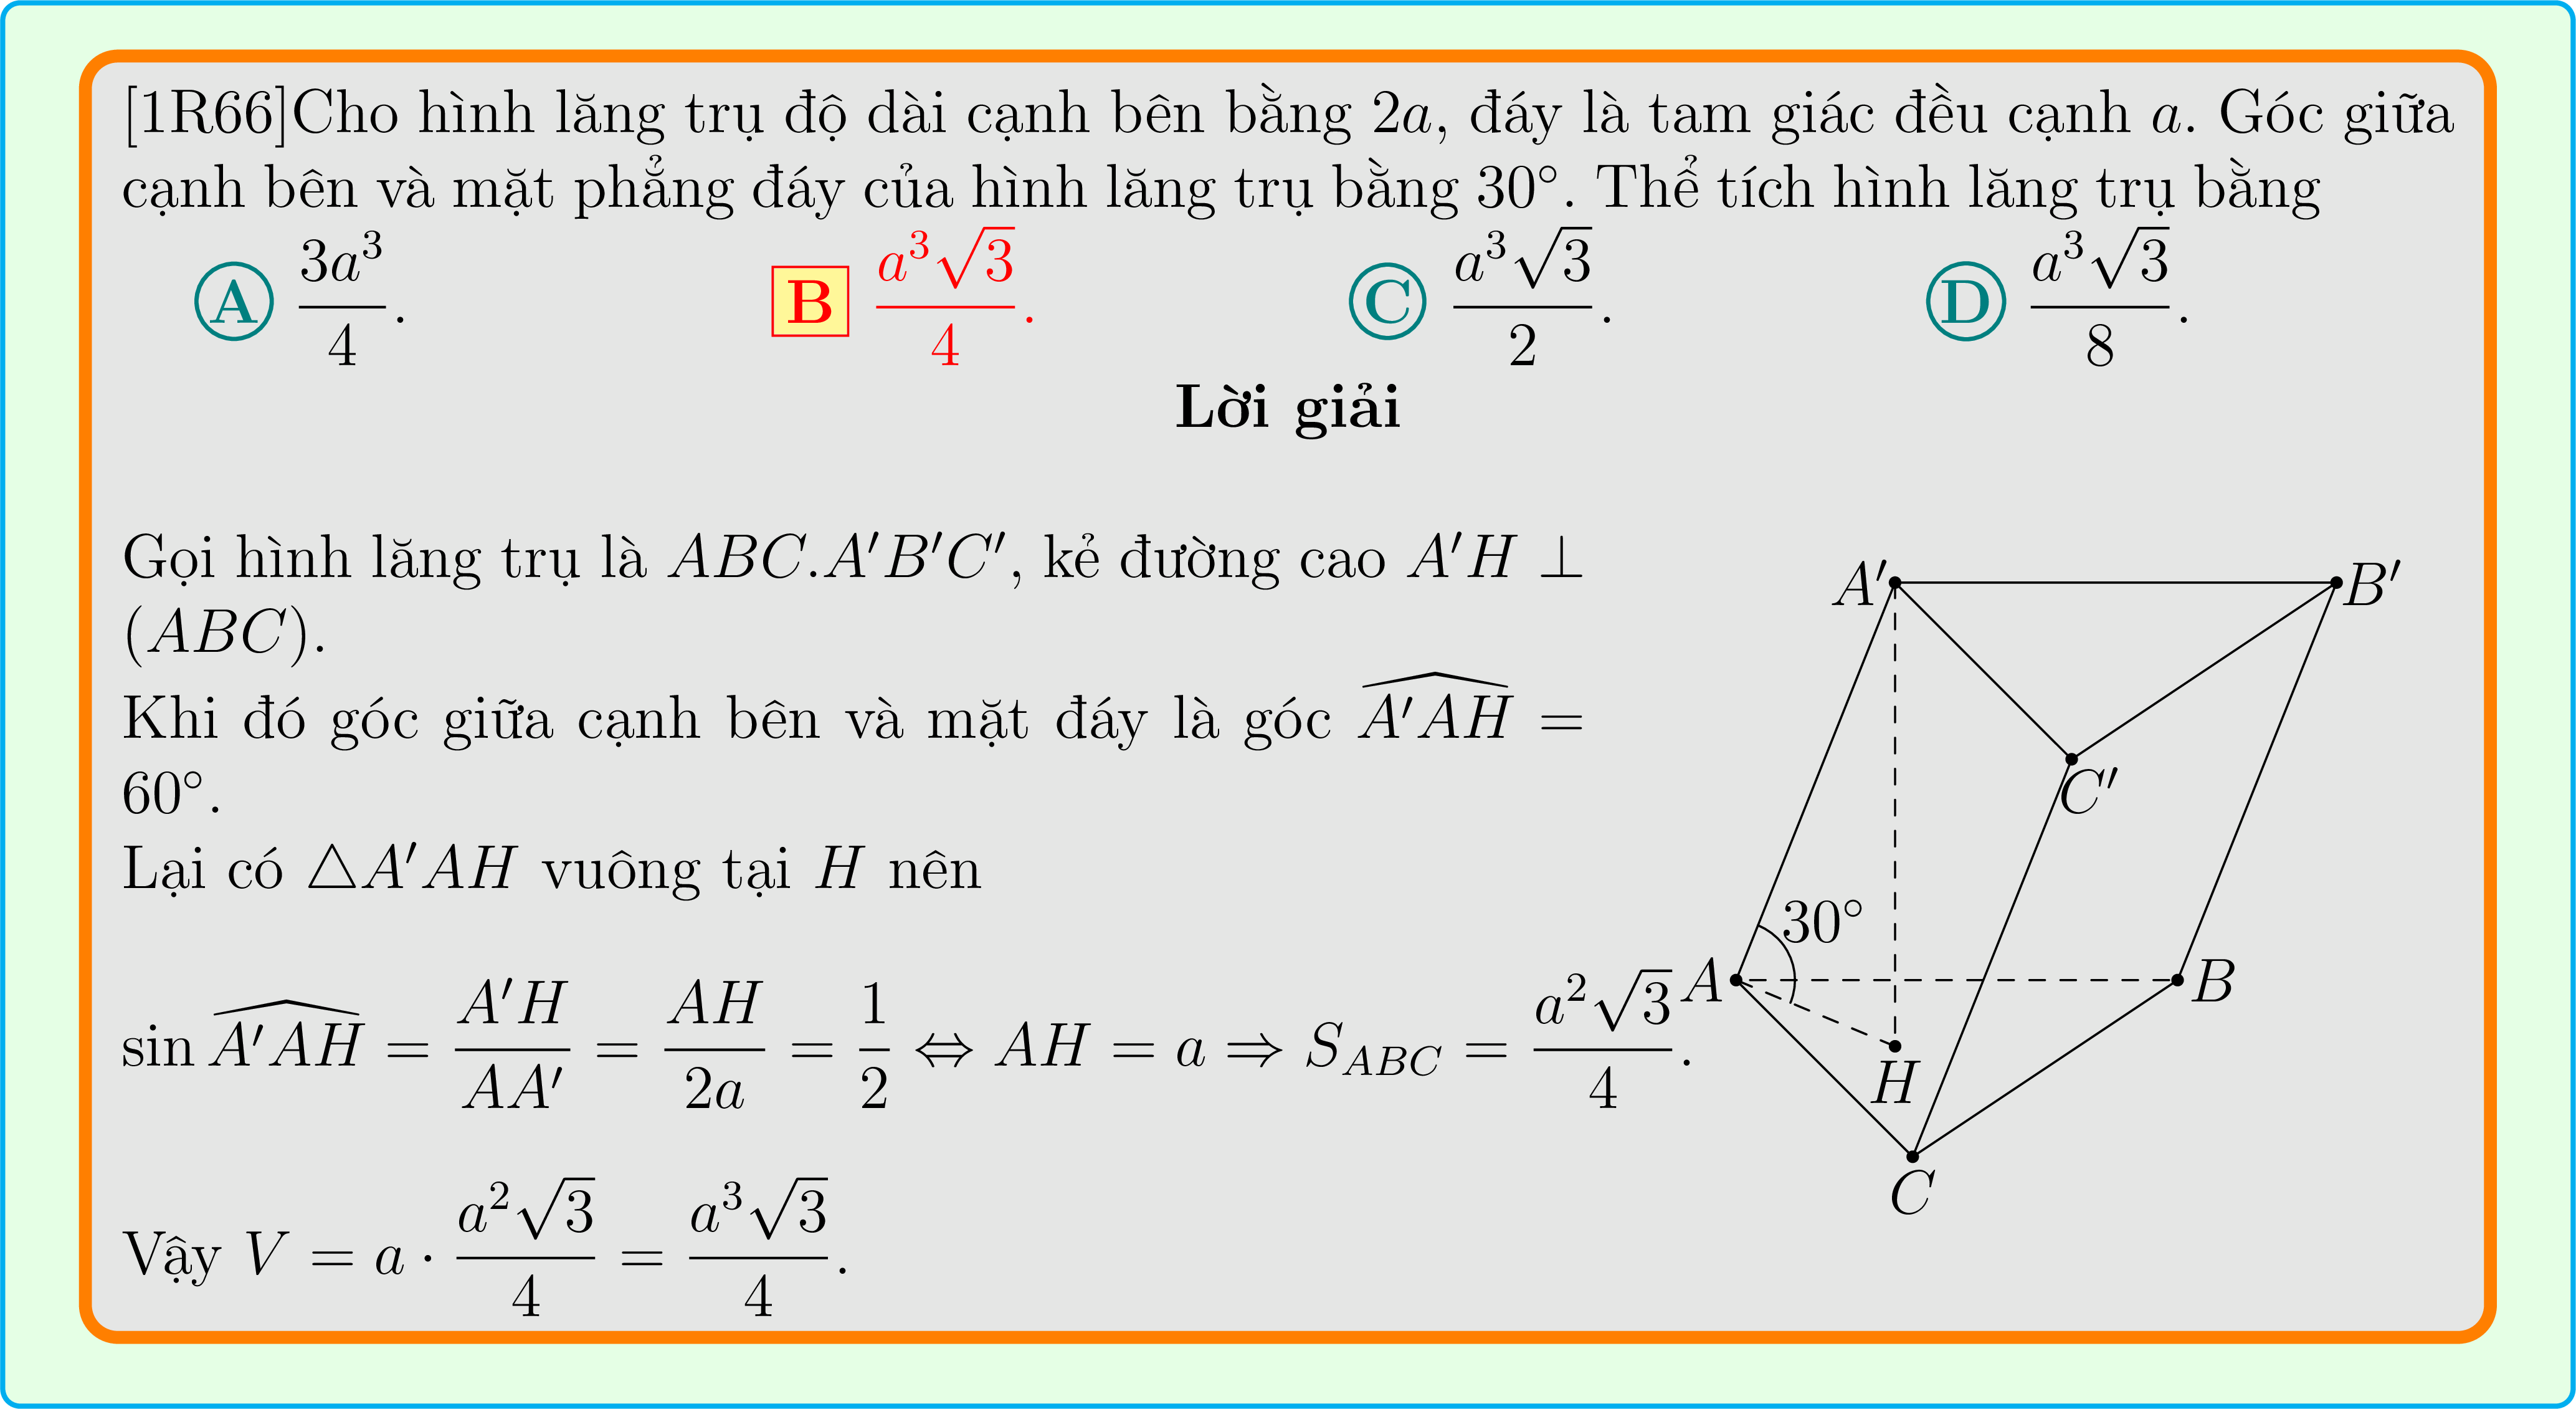 [1R66]Cho hình lăng trụ độ dài cạnh bên bằng 2a, đáy là tam giác đều cạnh a. Góc giữa
cạnh bên và mặt phẳng đáy của hình lăng trụ bằng 30°. Thể tích hình lăng trụ bằng
A $\frac{3a^3}{4}$. B $\frac{a^3\sqrt{3}}{4}$. C $\frac{a^3\sqrt{3}}{2}$. D $\frac{a^3\sqrt{3}}{8}$.
Lời giải
Gọi hình lăng trụ là ABC.A′B′C′, kẻ đường cao A′H ⊥
(ABC).
Khi đó góc giữa cạnh bên và mặt đáy là góc $\widehat{A'AH}$ =
60°.
Lại có △A′AH vuông tại H nên
$\sin \widehat{A'AH} = \frac{A'H}{AA'} = \frac{AH}{2a} = \frac{1}{2} \Leftrightarrow AH = a \Rightarrow S_{ABC} = \frac{a^2\sqrt{3}}{4}$.
Vậy $V = a \cdot \frac{a^2\sqrt{3}}{4} = \frac{a^3\sqrt{3}}{4}$.
A′
B′
C′
30°
A
B
H
C